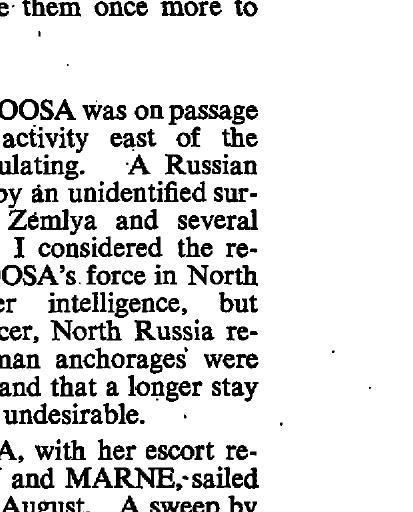 e them once more to
OOSA was on passage
activity east of the
ulating. A Russian
by an unidentified sur-
Zémlya and several
I considered the re-
OSA's force in North
er intelligence, but
cer, North Russia re-
man anchorages were
and that a longer stay
undesirable.
A, with her escort re-
and MARNE, sailed
August. A sweep by